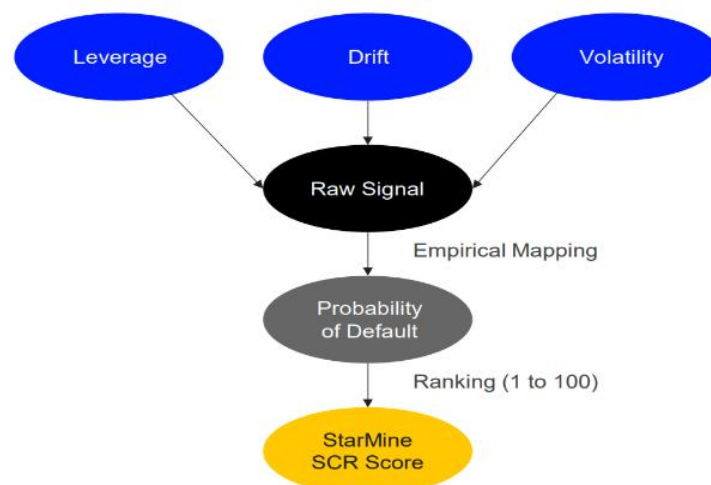 Leverage
Drift
Volatility
Raw Signal
Empirical Mapping
Probability
of Default
Ranking (1 to 100)
StarMine
SCR Score